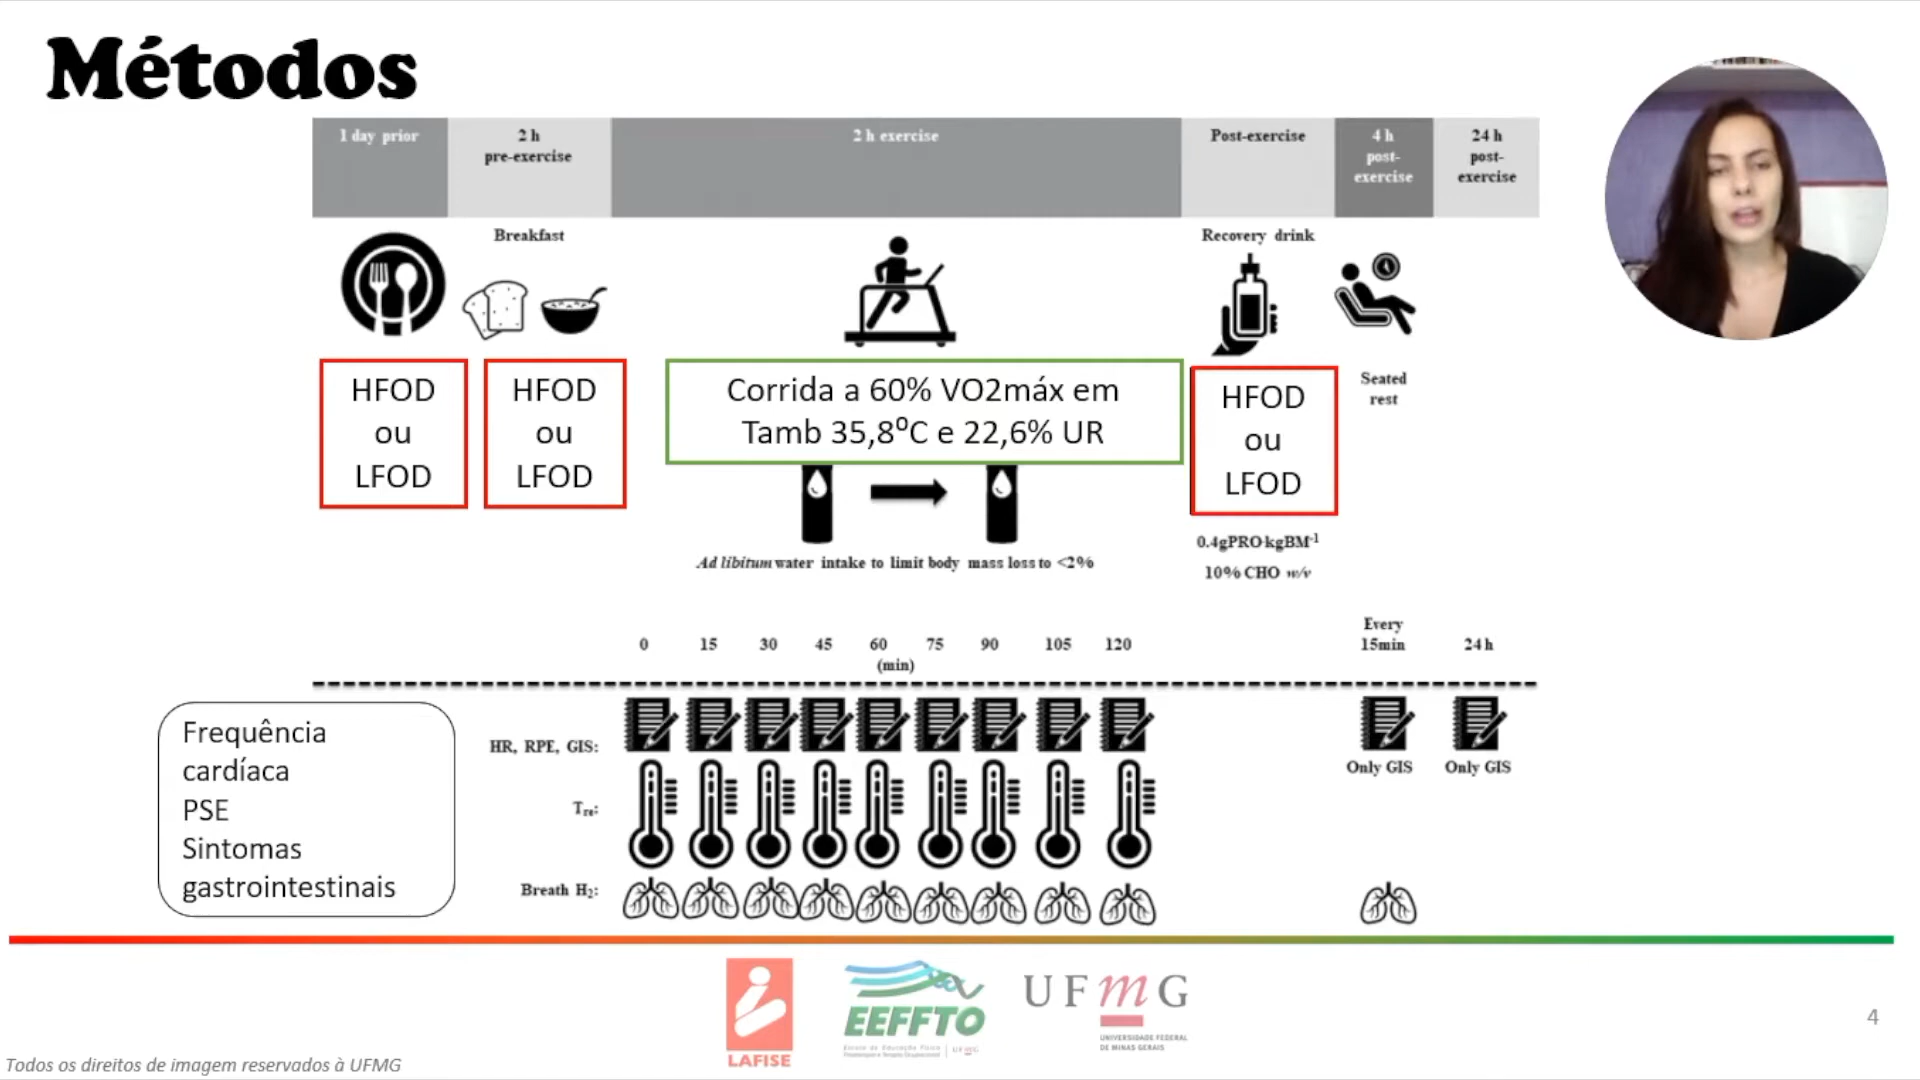 Métodos
1 day prior
2 h
pre-exercise
2 h exercise
Post-exercise
4 h
post-
exercise
24 h
post-
exercise
Breakfast
Recovery drink
HFOD
ou
LFOD
HFOD
ou
LFOD
Corrida a 60% VO2máx em
Tamb 35,8ºC e 22,6% UR
HFOD
ou
LFOD
Seated
rest
Ad libitum water intake to limit body mass loss to <2%
0.4gPRO·kgBM⁻¹
10% CHO w/v
0 15 30 45 60 75 90 105 120
(min)
Every
15min
24 h
Frequência
cardíaca
PSE
Sintomas
gastrointestinais
HR, RPE, GIS:
Only GIS
Only GIS
Tre:
Breath H₂:
LAFISE
EEFFTO
UFMG
UNIVERSIDADE FEDERAL
DE MINAS GERAIS
4
Todos os direitos de imagem reservados à UFMG